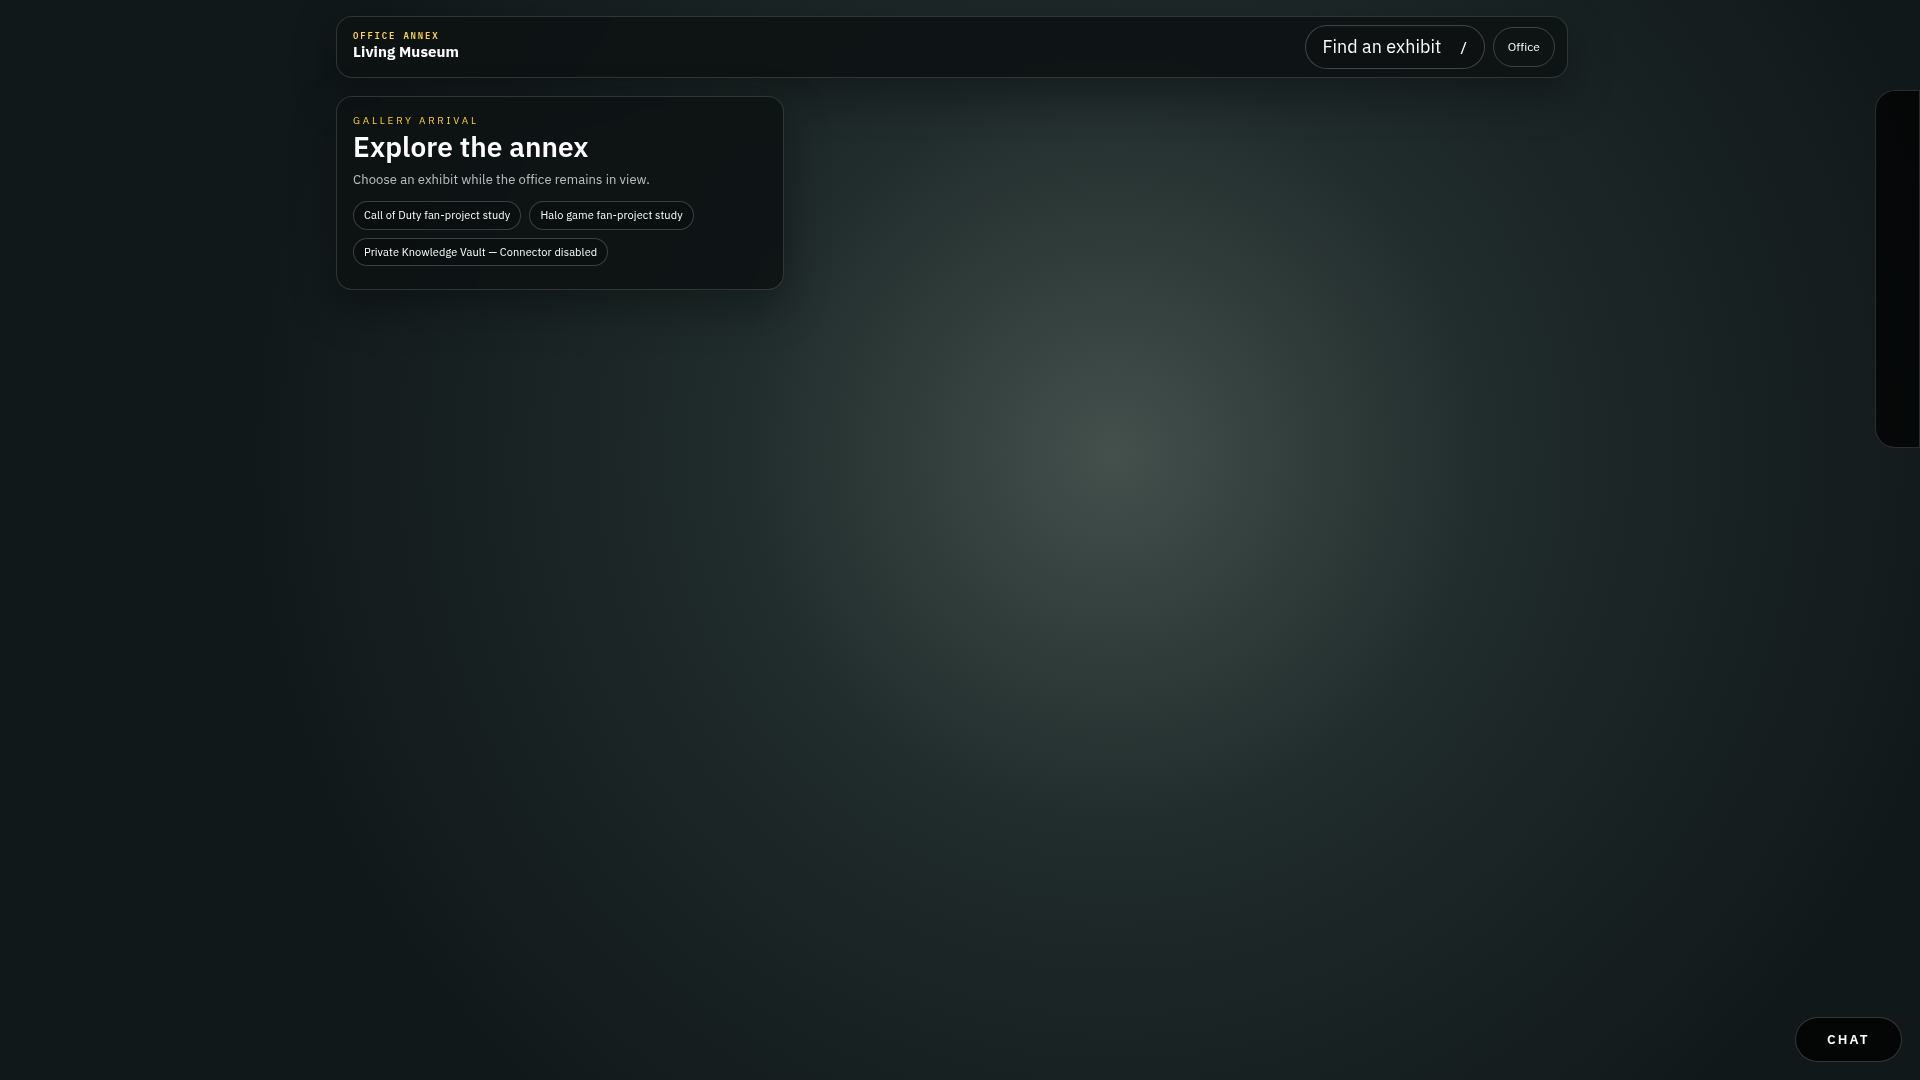 OFFICE ANNEX
Living Museum
Find an exhibit /
Office
GALLERY ARRIVAL
Explore the annex
Choose an exhibit while the office remains in view.
Call of Duty fan-project study
Halo game fan-project study
Private Knowledge Vault — Connector disabled
CHAT